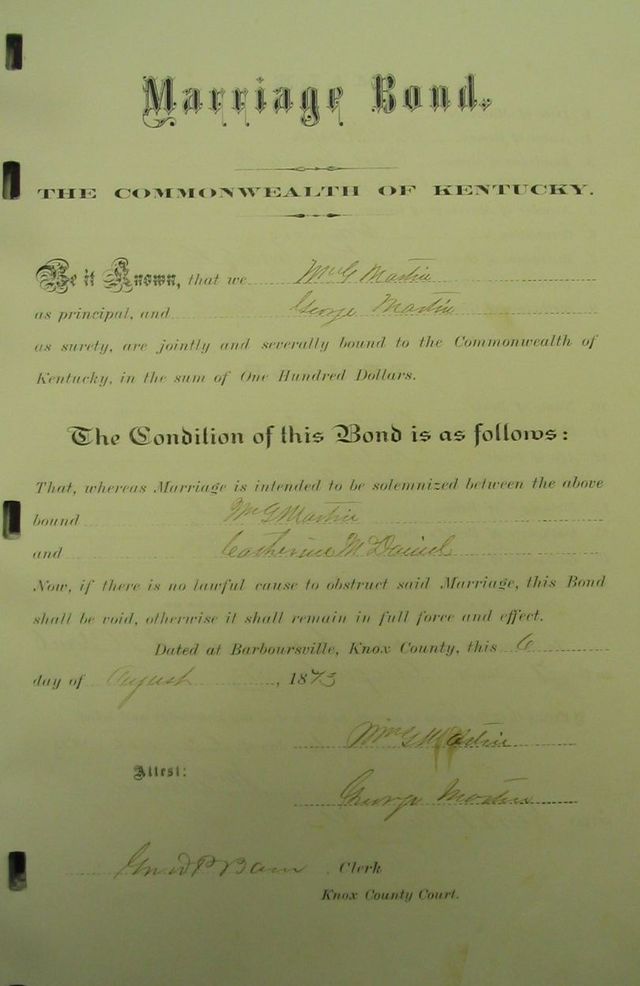 Marriage Bond.
THE COMMONWEALTH OF KENTUCKY.
Be it Known, that we Wm G Martin
as principal, and George Martin
as surety, are jointly and severally bound to the Commonwealth of
Kentucky, in the sum of One Hundred Dollars.
The Condition of this Bond is as follows:
That, whereas Marriage is intended to be solemnized between the above
bound Wm G Martin
and Catherine McDaniel
Now, if there is no lawful cause to obstruct said Marriage, this Bond
shall be void, otherwise it shall remain in full force and effect.
Dated at Barboursville, Knox County, this 6
day of August, 1873
Wm G Martin
Attest:
George Martin
Clerk
Knox County Court.